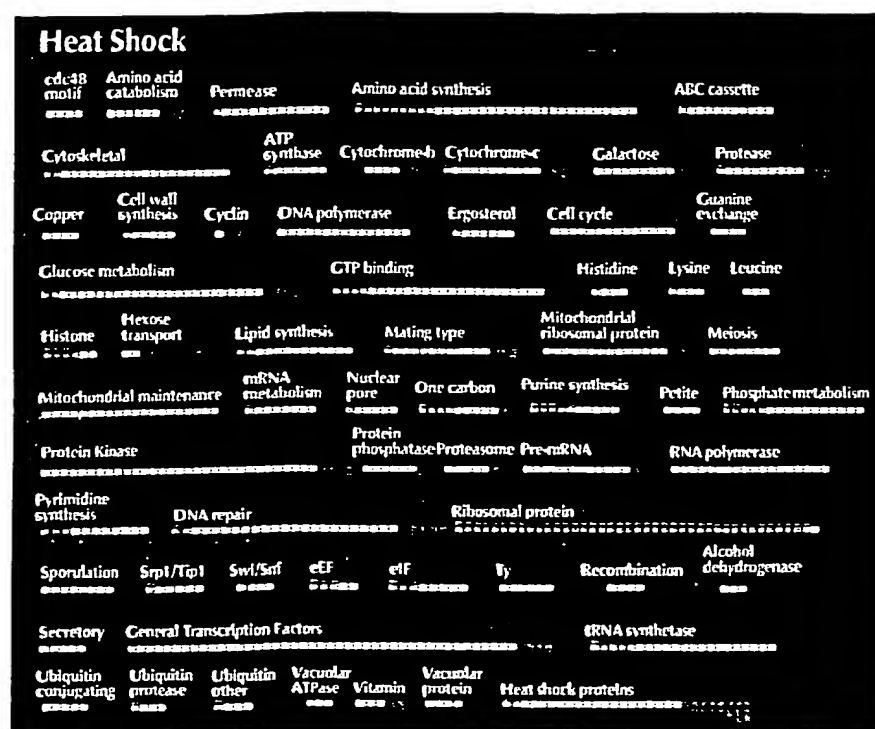 Heat Shock
cdc48 motif
Amino acid catabolism
Permease
Amino acid synthesis
ABC cassette
Cytoskeletal
ATP synthase
Cytochrome-b
Cytochrome-c
Galactose
Protease
Copper
Cell wall synthesis
Cyclin
DNA polymerase
Ergosterol
Cell cycle
Guanine exchange
Glucose metabolism
GTP binding
Histidine
Lysine
Leucine
Histone
Hexose transport
Lipid synthesis
Mating type
Mitochondrial ribosomal protein
Meiosis
Mitochondrial maintenance
mRNA metabolism
Nuclear pore
One carbon
Purine synthesis
Petite
Phosphate metabolism
Protein Kinase
Protein phosphatase
Proteasome
Pre-mRNA
RNA polymerase
Pyrimidine synthesis
DNA repair
Ribosomal protein
Sporulation
Srp1/Tip1
Swi/Snf
eEF
eIF
Ty
Recombination
Alcohol dehydrogenase
Secretory
General Transcription Factors
tRNA synthetase
Ubiquitin conjugating
Ubiquitin protease
Ubiquitin other
Vacuolar ATPase
Vitamin
Vacuolar protein
Heat shock proteins